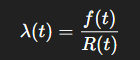 λ(t) = f(t)/R(t)